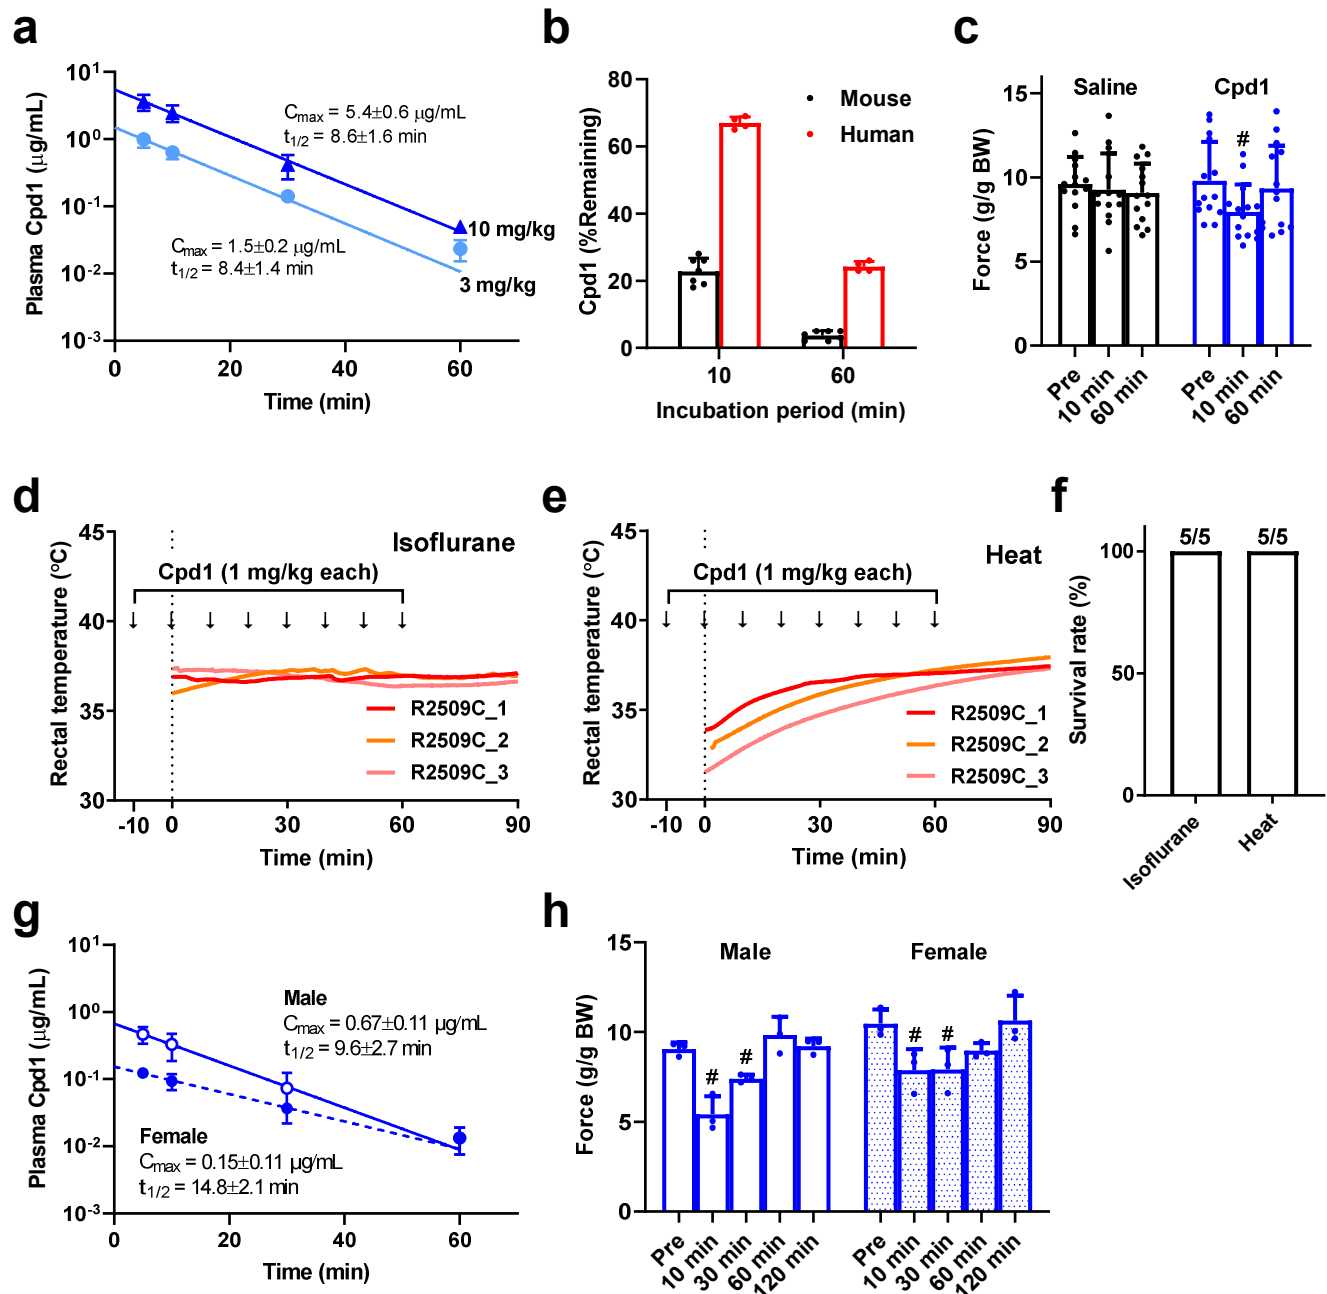 a
Plasma Cpd1 (μg/mL)
10¹
10⁰
10⁻¹
10⁻²
10⁻³
0
20
40
60
Time (min)
Cmax = 5.4±0.6 μg/mL
t1/2 = 8.6±1.6 min
Cmax = 1.5±0.2 μg/mL
t1/2 = 8.4±1.4 min
10 mg/kg
3 mg/kg
b
Cpd1 (%Remaining)
80
60
40
20
0
Mouse
Human
10
60
Incubation period (min)
c
Force (g/g BW)
15
10
5
0
Saline
Cpd1
#
Pre
10 min
60 min
Pre
10 min
60 min
d
Rectal temperature (°C)
45
40
35
30
Isoflurane
Cpd1 (1 mg/kg each)
↓ ↓ ↓ ↓ ↓ ↓ ↓ ↓
R2509C_1
R2509C_2
R2509C_3
-10
0
30
60
90
Time (min)
e
Rectal temperature (°C)
45
40
35
30
Heat
Cpd1 (1 mg/kg each)
↓ ↓ ↓ ↓ ↓ ↓ ↓ ↓
R2509C_1
R2509C_2
R2509C_3
-10
0
30
60
90
Time (min)
f
Survival rate (%)
100
50
0
5/5
5/5
Isoflurane
Heat
g
Plasma Cpd1 (μg/mL)
10¹
10⁰
10⁻¹
10⁻²
10⁻³
Male
Cmax = 0.67±0.11 μg/mL
t1/2 = 9.6±2.7 min
Female
Cmax = 0.15±0.11 μg/mL
t1/2 = 14.8±2.1 min
0
20
40
60
Time (min)
h
Force (g/g BW)
15
10
5
0
Male
Female
#
#
#
#
Pre
10 min
30 min
60 min
120 min
Pre
10 min
30 min
60 min
120 min